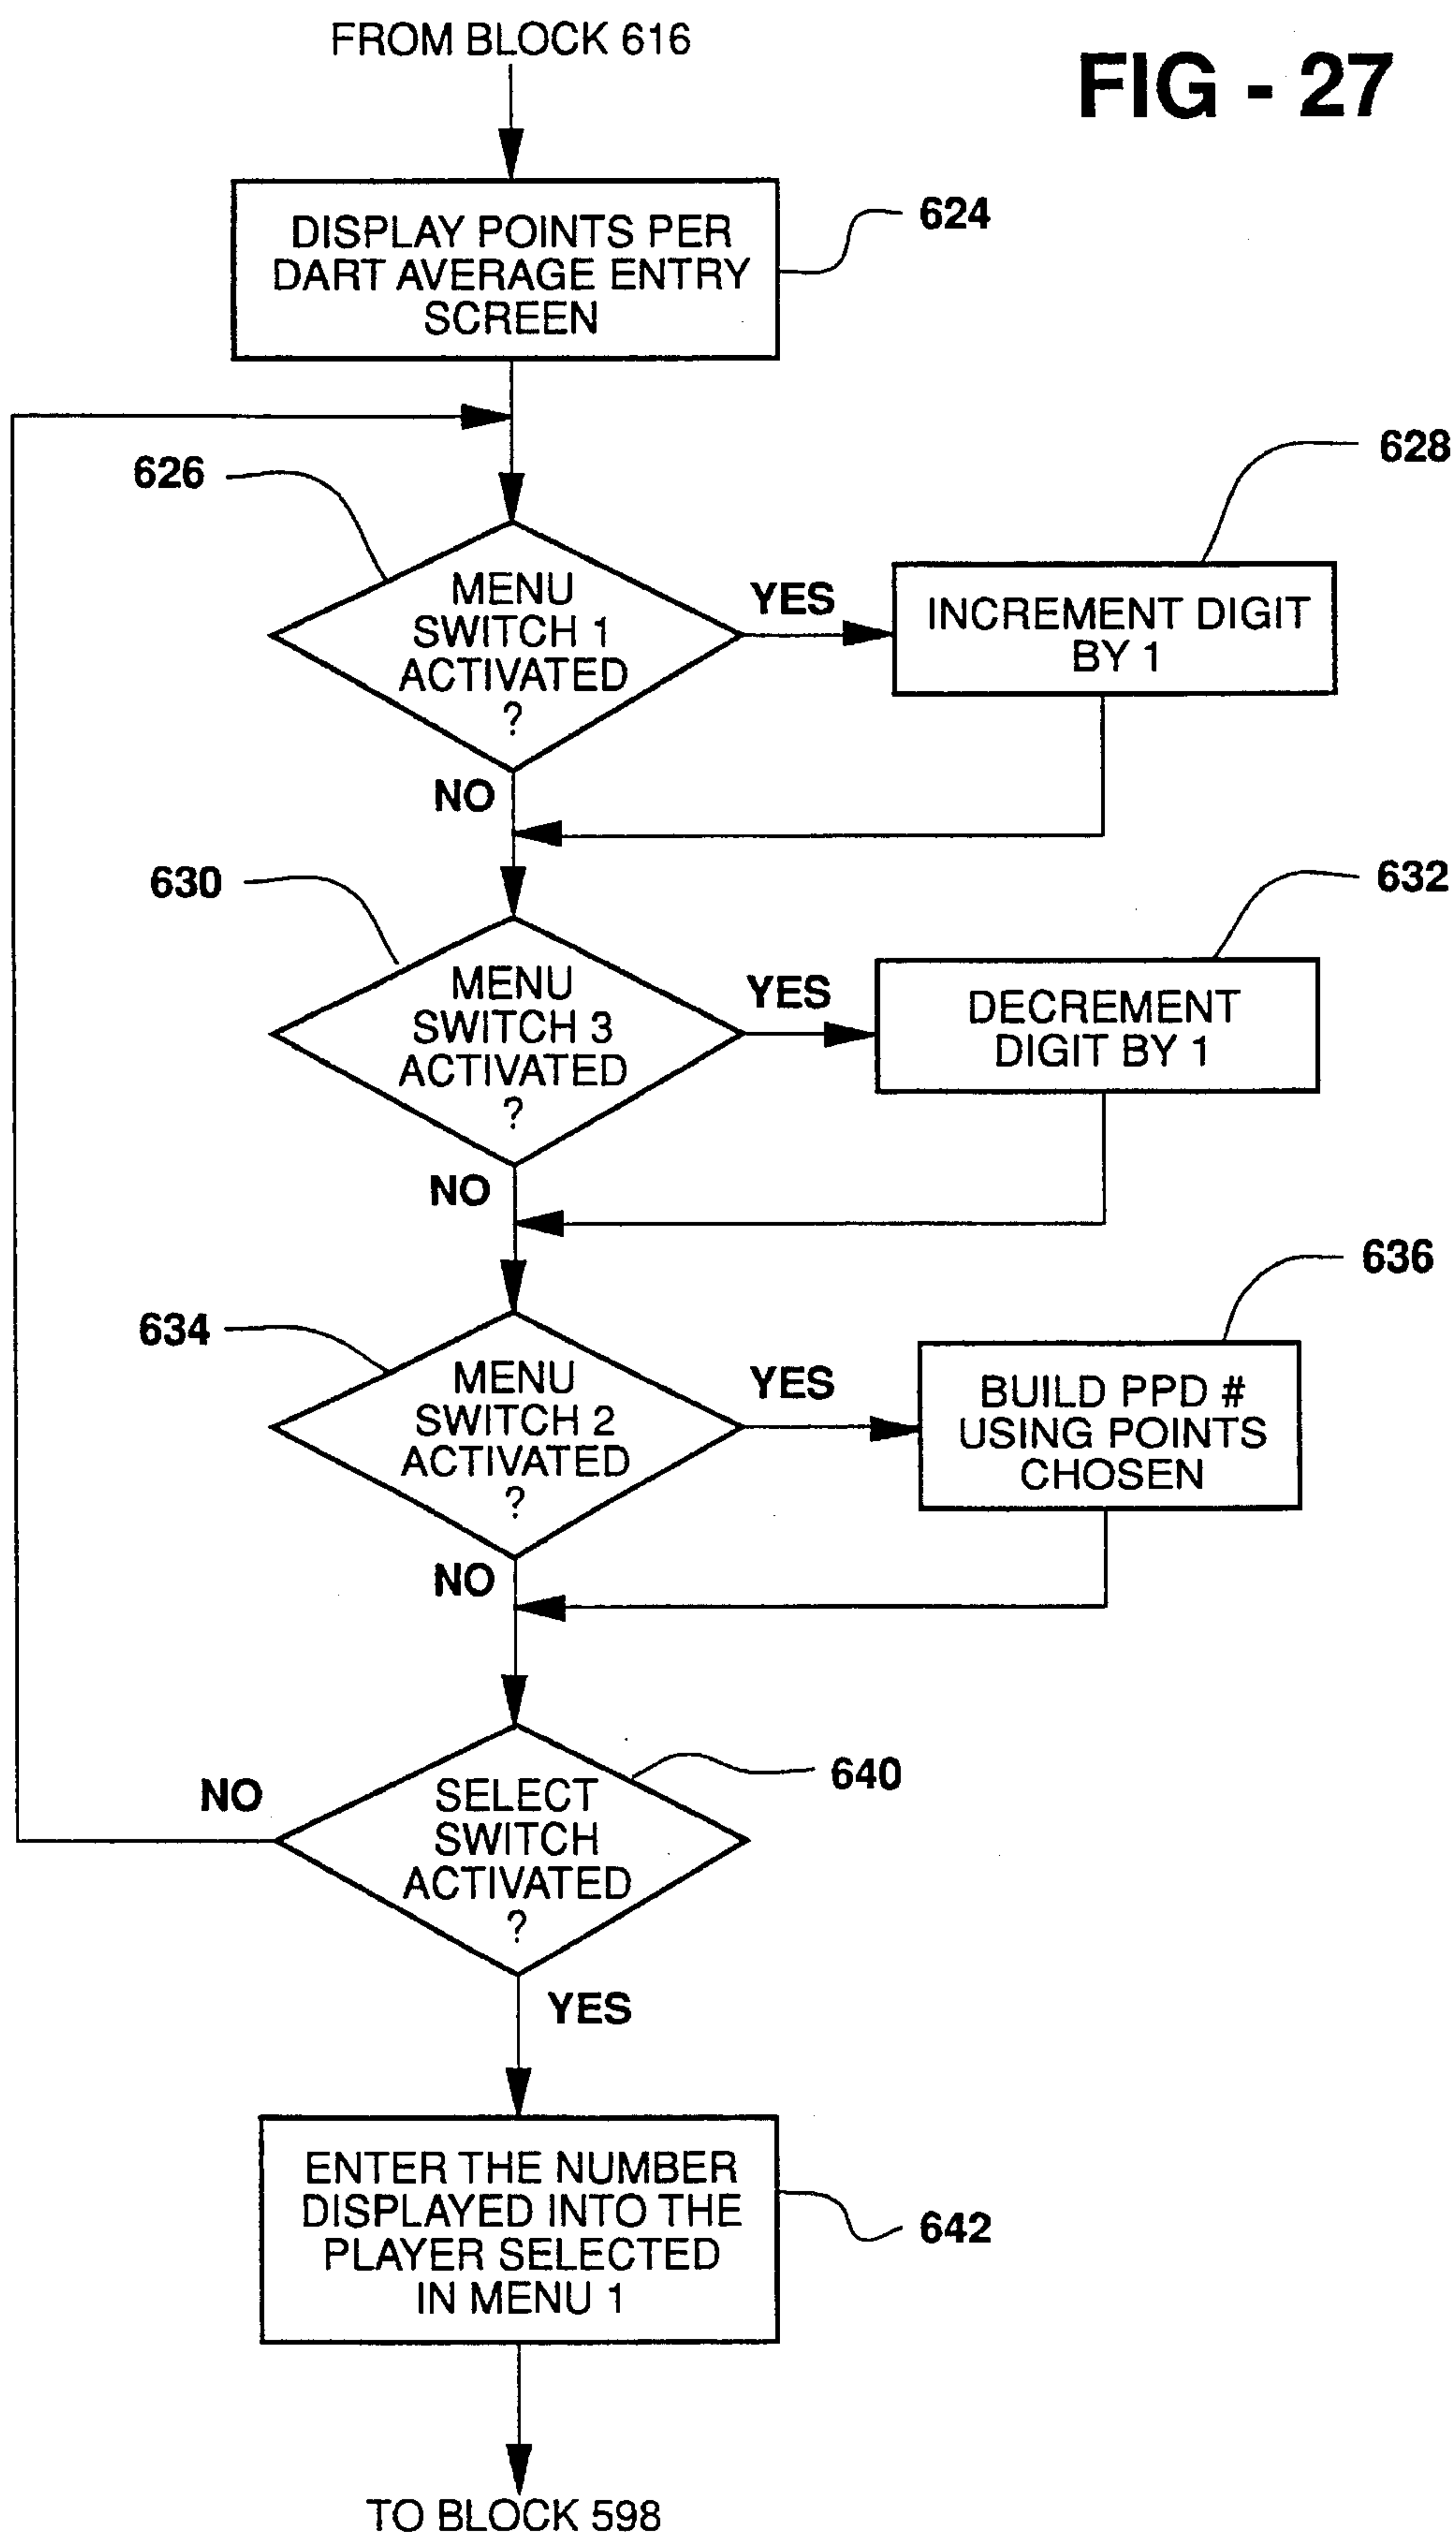 FROM BLOCK 616
FIG - 27
DISPLAY POINTS PER
DART AVERAGE ENTRY
SCREEN
624
626
MENU
SWITCH 1
ACTIVATED
?
YES
628
INCREMENT DIGIT
BY 1
NO
630
MENU
SWITCH 3
ACTIVATED
?
YES
632
DECREMENT
DIGIT BY 1
NO
634
MENU
SWITCH 2
ACTIVATED
?
YES
636
BUILD PPD #
USING POINTS
CHOSEN
NO
640
NO
SELECT
SWITCH
ACTIVATED
?
YES
ENTER THE NUMBER
DISPLAYED INTO THE
PLAYER SELECTED
IN MENU 1
642
TO BLOCK 598